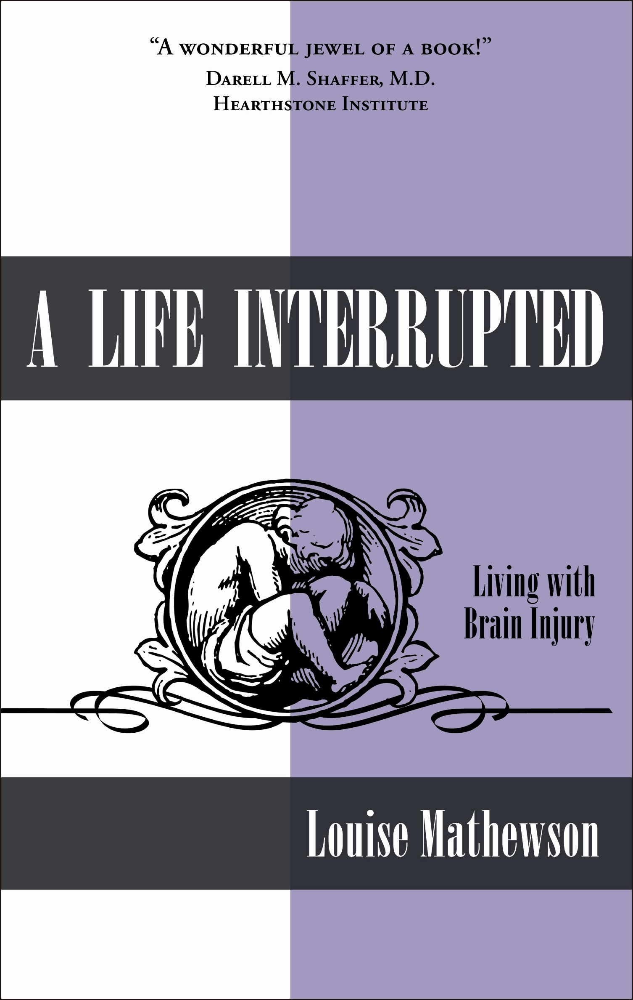 “A wonderful jewel of a book!”
Darell M. Shaffer, M.D.
Hearthstone Institute
A LIFE INTERRUPTED
Living with
Brain Injury
Louise Mathewson